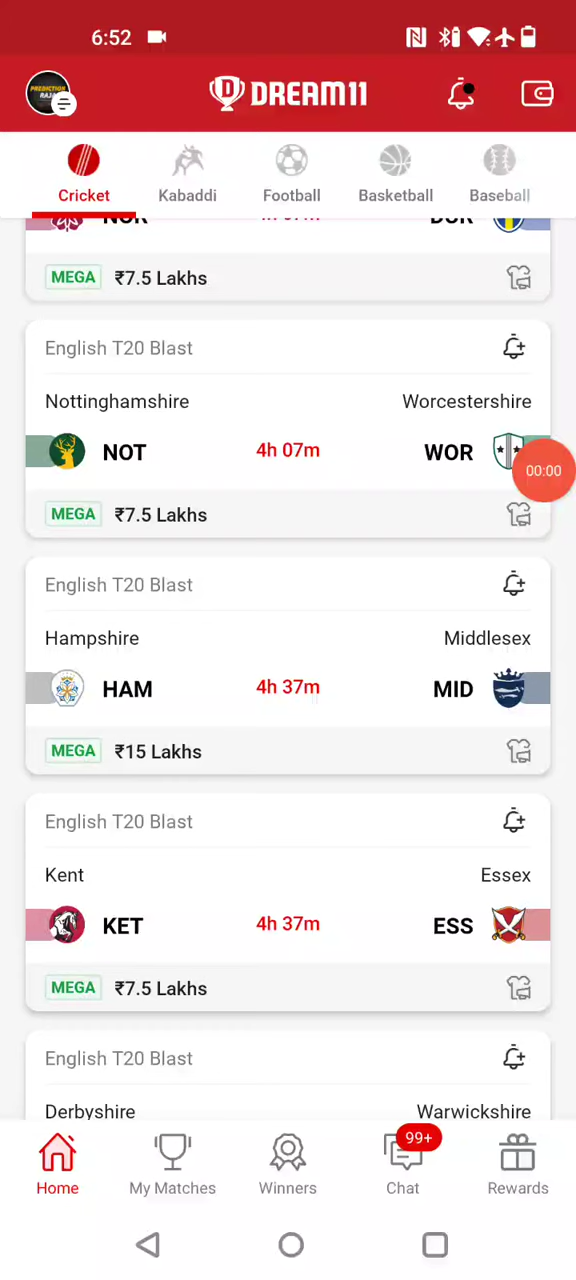 6:52
DREAM11
Cricket
Kabaddi
Football
Basketball
Baseball
MEGA ₹7.5 Lakhs
English T20 Blast
Nottinghamshire Worcestershire
NOT 4h 07m WOR
00:00
MEGA ₹7.5 Lakhs
English T20 Blast
Hampshire Middlesex
HAM 4h 37m MID
MEGA ₹15 Lakhs
English T20 Blast
Kent Essex
KET 4h 37m ESS
MEGA ₹7.5 Lakhs
English T20 Blast
Derbyshire Warwickshire
99+
Home My Matches Winners Chat Rewards